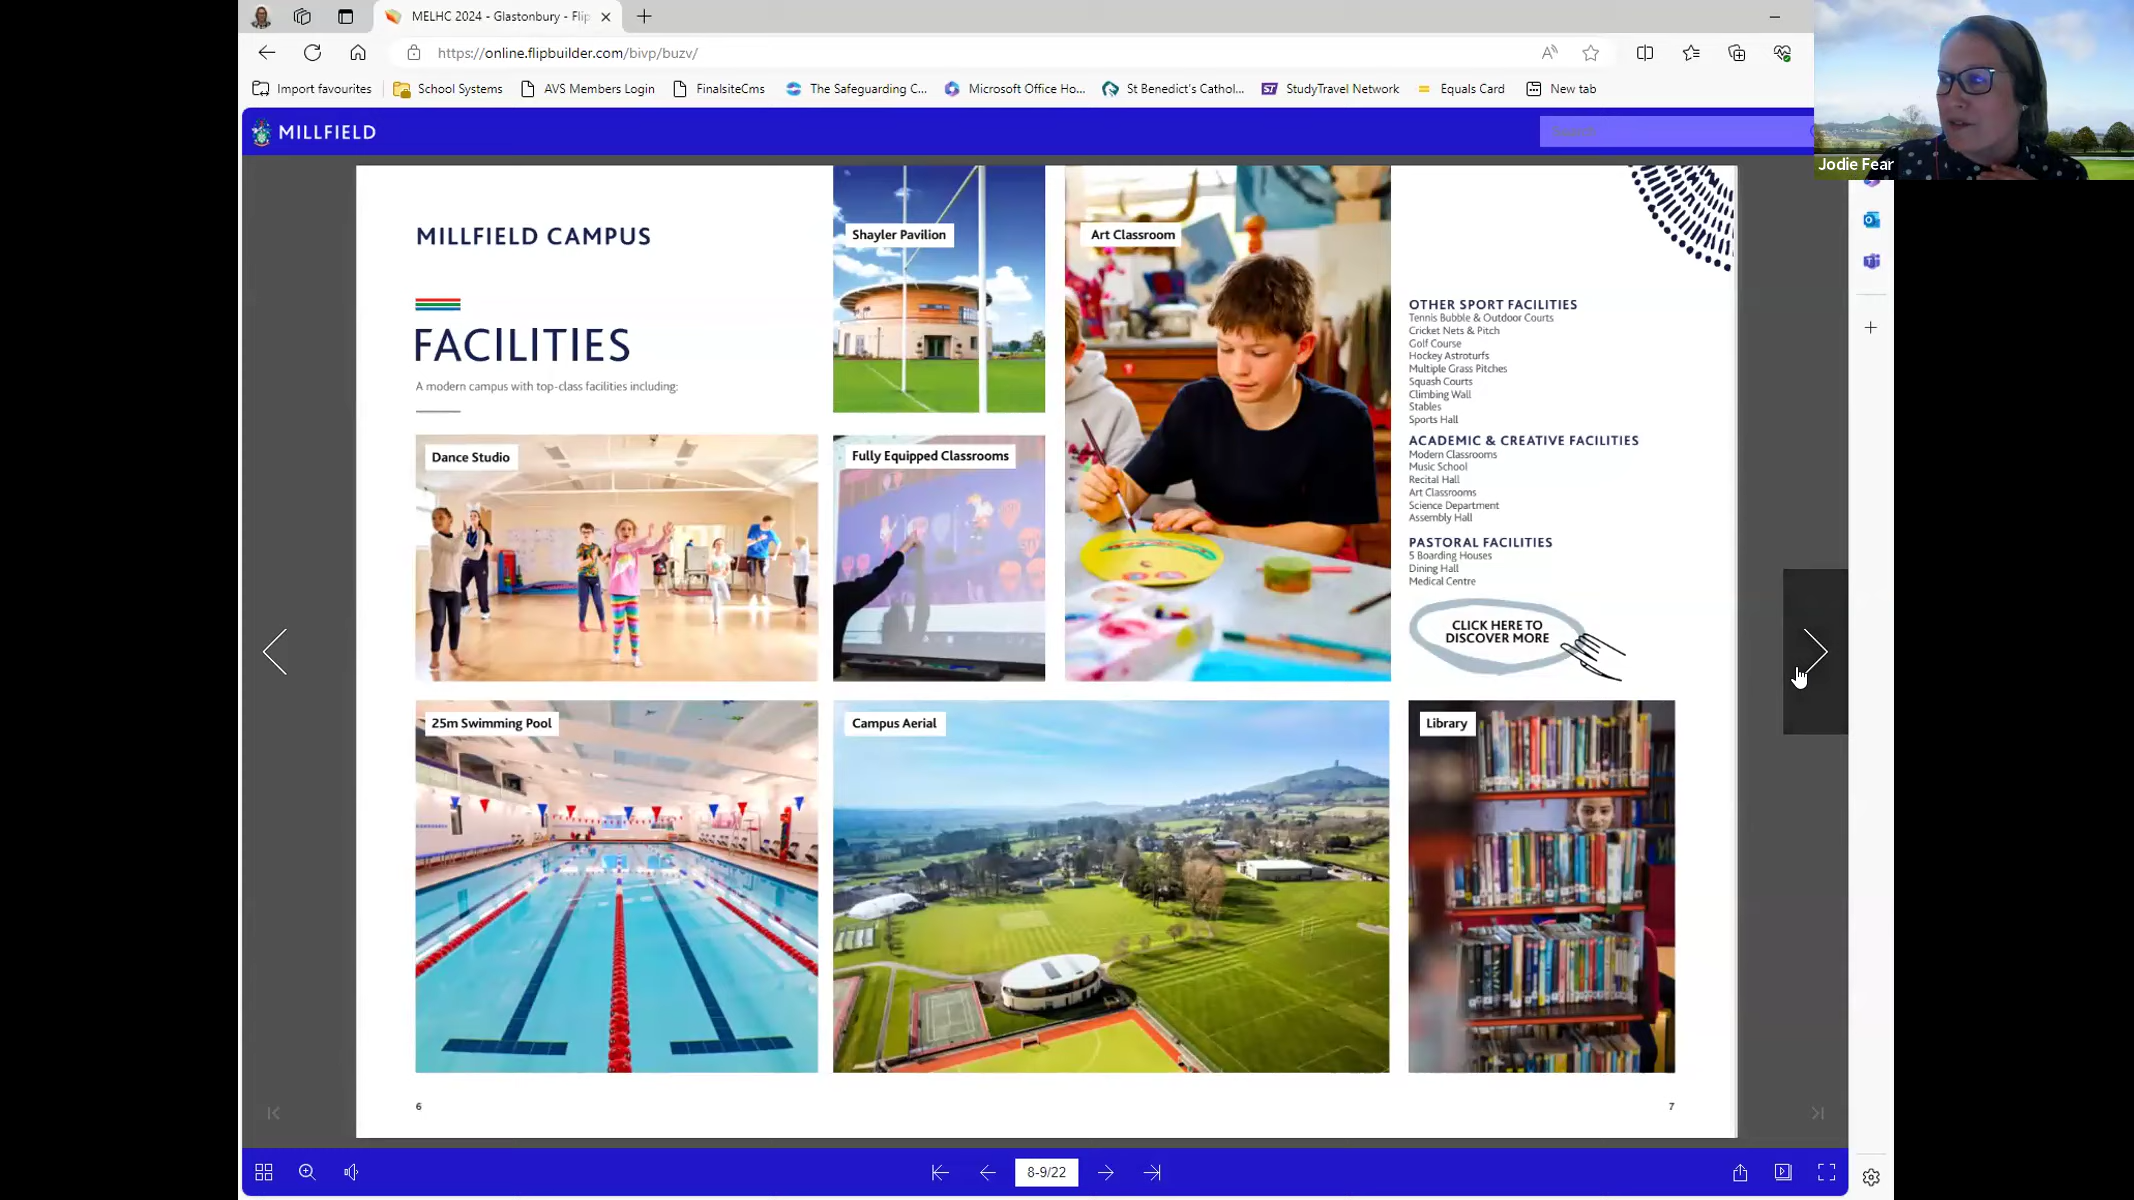 MELHC 2024 - Glastonbury - Flip
https://online.flipbuilder.com/bivp/buzv/
Import favourites
School Systems
AVS Members Login
FinalsiteCms
The Safeguarding C...
Microsoft Office Ho...
St Benedict's Cathol...
StudyTravel Network
Equals Card
New tab
MILLFIELD
Search
Jodie Fear
MILLFIELD CAMPUS
FACILITIES
A modern campus with top-class facilities including:
Shayler Pavilion
Art Classroom
Dance Studio
Fully Equipped Classrooms
OTHER SPORT FACILITIES
Tennis Bubble & Outdoor Courts
Cricket Nets & Pitch
Golf Course
Hockey Astroturfs
Multiple Grass Pitches
Squash Courts
Climbing Wall
Stables
Sports Hall
ACADEMIC & CREATIVE FACILITIES
Modern Classrooms
Music School
Recital Hall
Art Classrooms
Science Department
Assembly Hall
PASTORAL FACILITIES
5 Boarding Houses
Dining Hall
Medical Centre
CLICK HERE TO
DISCOVER MORE
25m Swimming Pool
Campus Aerial
Library
6
7
8-9/22